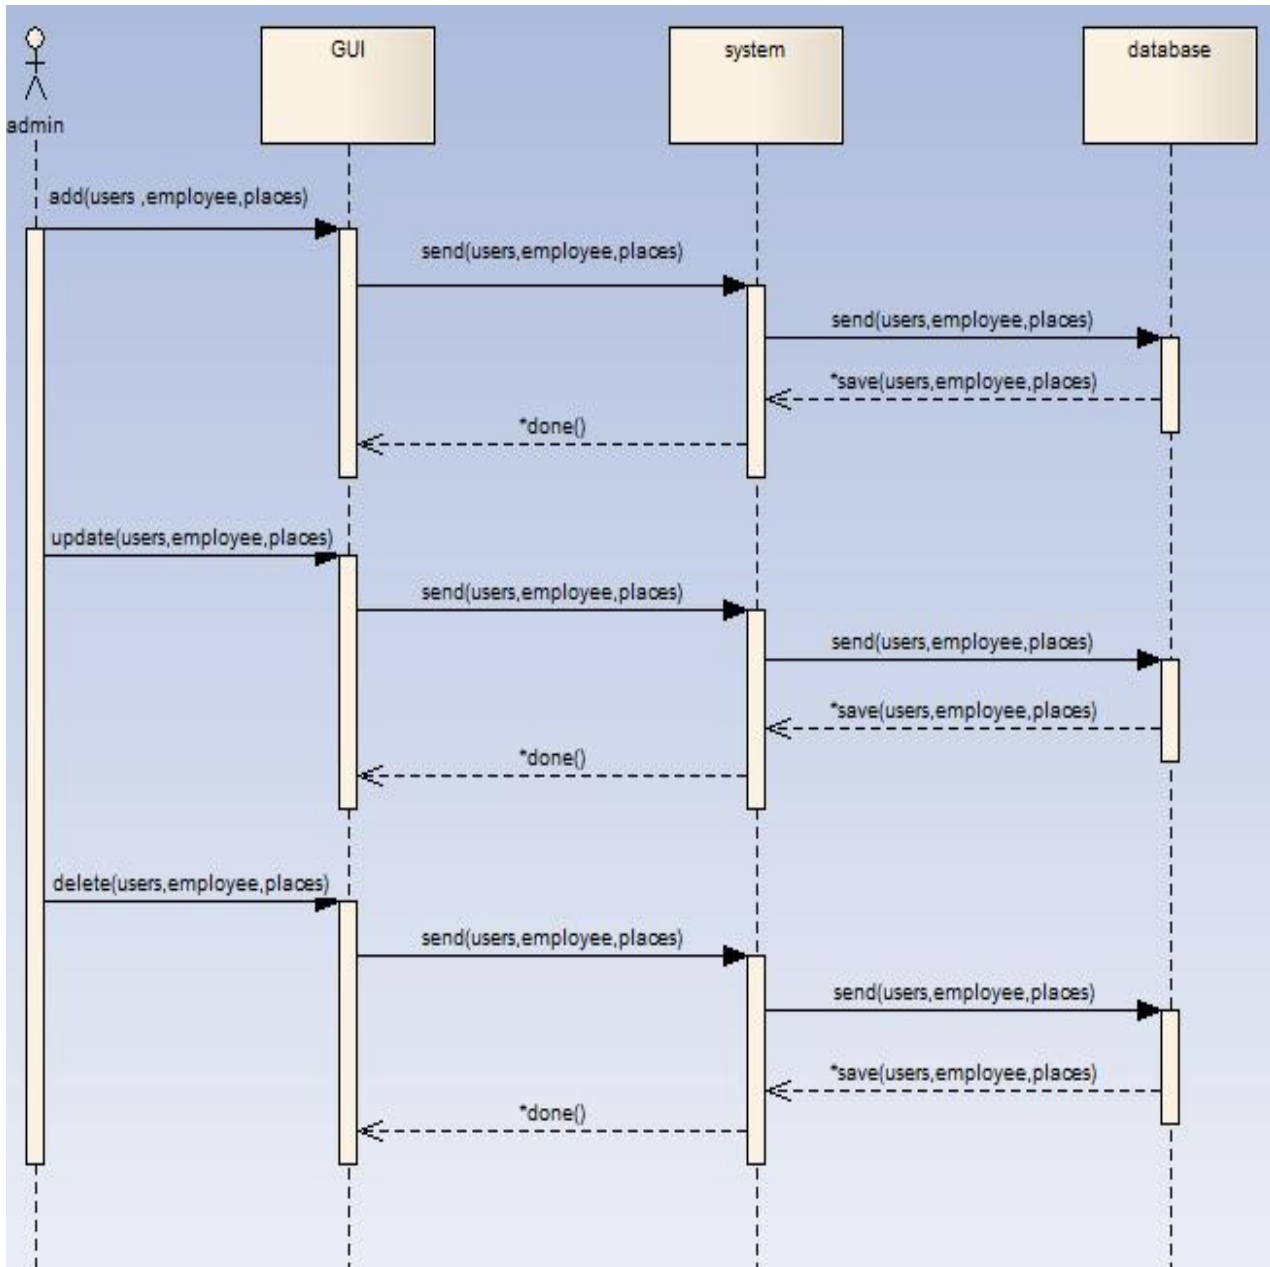 GUI
system
database
admin
add(users ,employee,places)
send(users,employee,places)
send(users,employee,places)
*save(users,employee,places)
*done()
update(users,employee,places)
send(users,employee,places)
send(users,employee,places)
*save(users,employee,places)
*done()
delete(users,employee,places)
send(users,employee,places)
send(users,employee,places)
*save(users,employee,places)
*done()